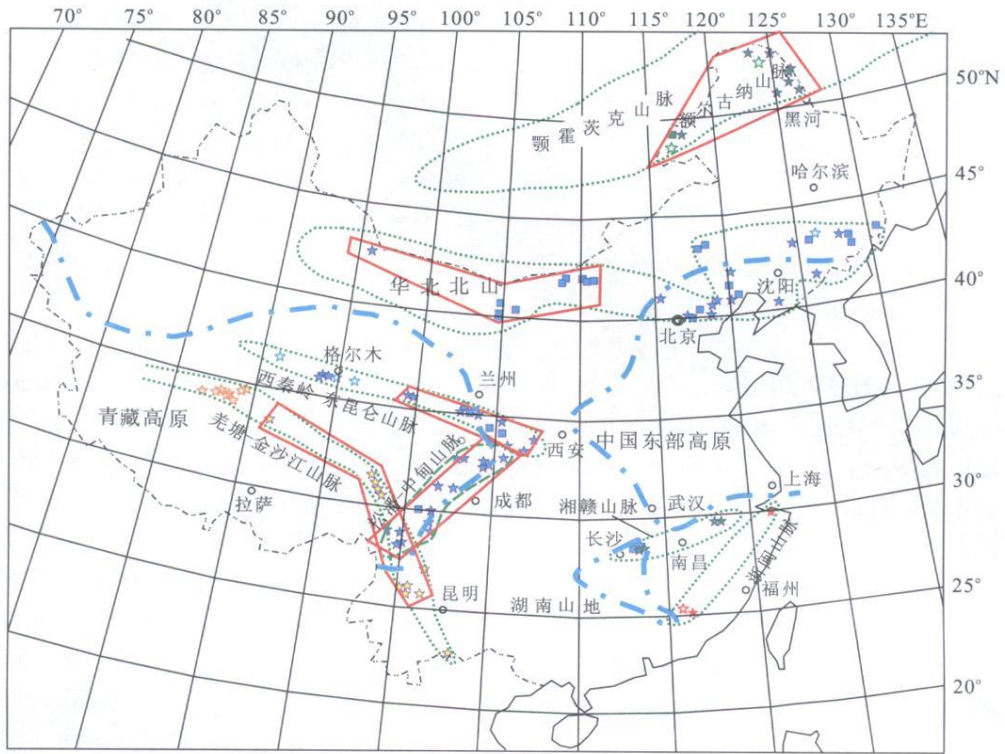 70° 75° 80° 85° 90° 95° 100° 105° 110° 115° 120° 125° 130° 135°E
50°N
45°
40°
35°
30°
25°
20°
鄂霍茨克山脉
额尔古纳山脉
黑河
哈尔滨
华北北山
沈阳
北京
格尔木
兰州
西秦岭 东昆仑山脉
青藏高原
羌塘-金沙江山脉
中甸山脉
西安
中国东部高原
拉萨
成都
湘赣山脉
武汉
上海
长沙
南昌
浙闽山脉
福州
昆明
湖南山地